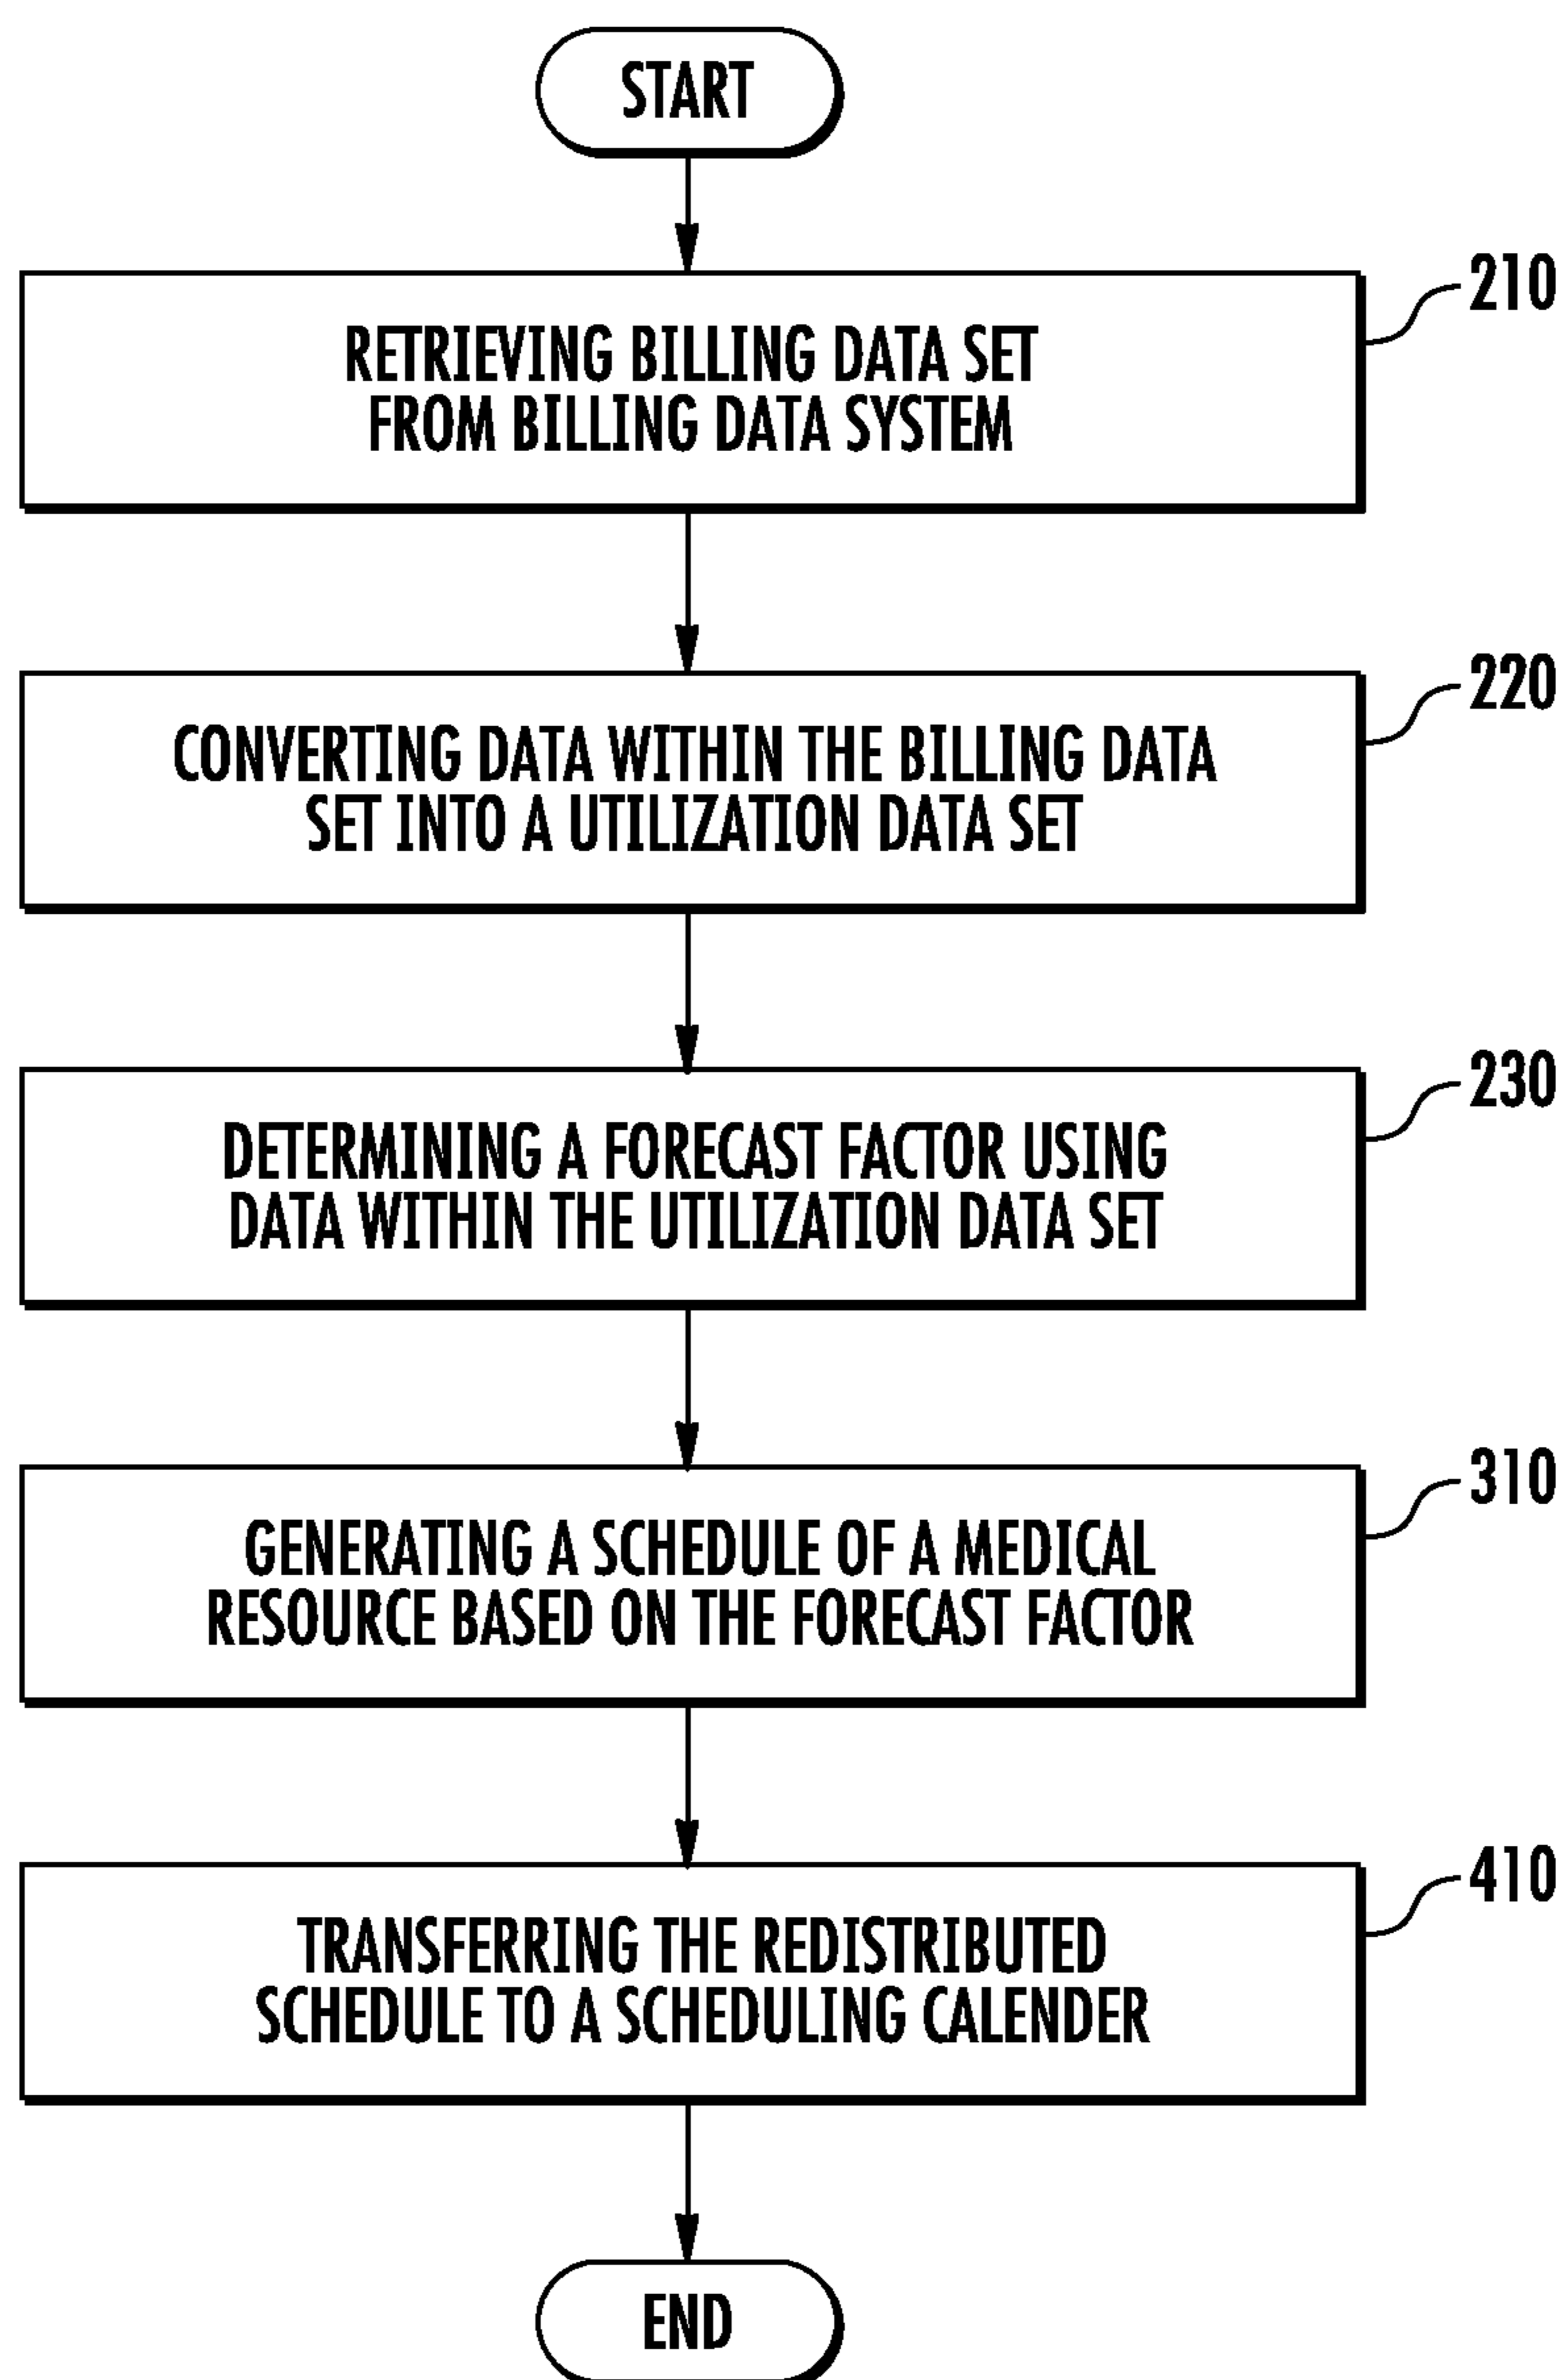 START
210
RETRIEVING BILLING DATA SET
FROM BILLING DATA SYSTEM
220
CONVERTING DATA WITHIN THE BILLING DATA
SET INTO A UTILIZATION DATA SET
230
DETERMINING A FORECAST FACTOR USING
DATA WITHIN THE UTILIZATION DATA SET
310
GENERATING A SCHEDULE OF A MEDICAL
RESOURCE BASED ON THE FORECAST FACTOR
410
TRANSFERRING THE REDISTRIBUTED
SCHEDULE TO A SCHEDULING CALENDER
END